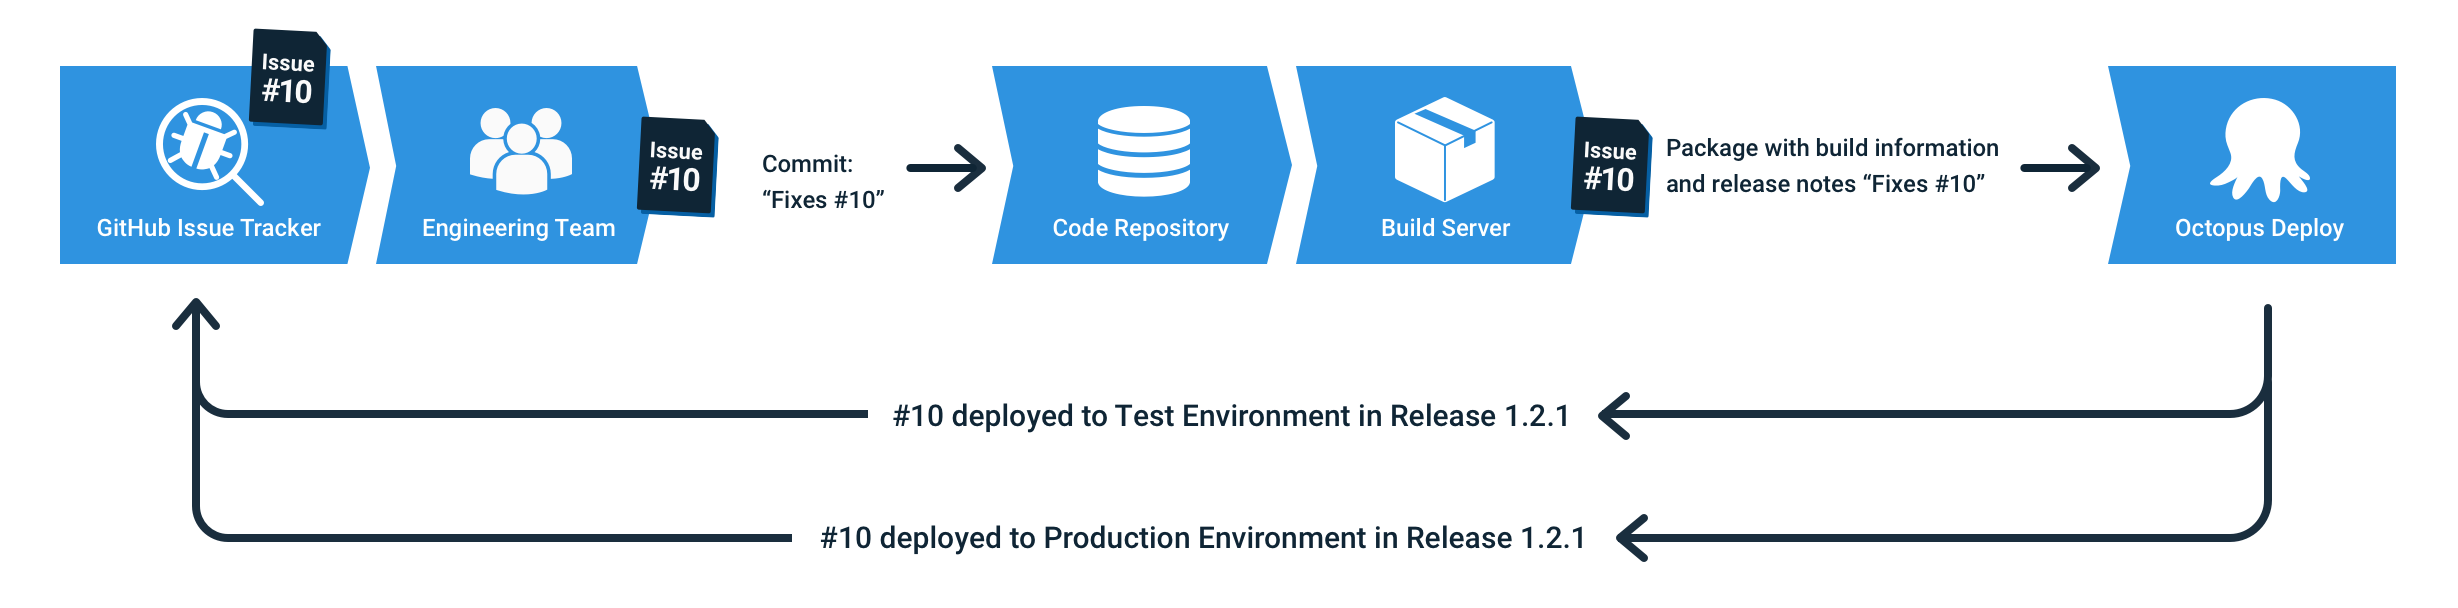 Issue
#10
GitHub Issue Tracker
Engineering Team
Issue
#10
Commit:
“Fixes #10”
Code Repository
Build Server
Issue
#10
Package with build information
and release notes “Fixes #10”
Octopus Deploy
#10 deployed to Test Environment in Release 1.2.1
#10 deployed to Production Environment in Release 1.2.1